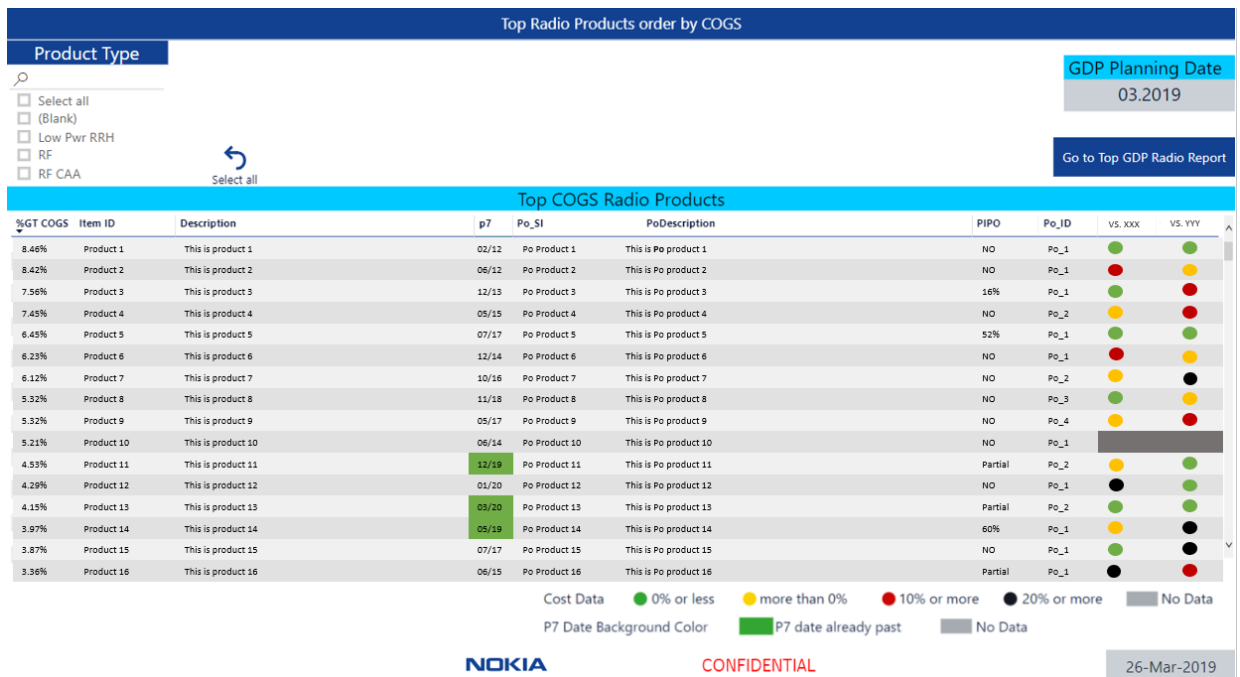 Top Radio Products order by COGS
Product Type
GDP Planning Date
03.2019
Select all
(Blank)
Low Pwr RRH
RF
RF CAA
Select all
Go to Top GDP Radio Report
Top COGS Radio Products
%GT COGS Item ID Description p7 Po_SI PoDescription PIPO Po_ID VS. XXX VS. YYY
8.46% Product 1 This is product 1 02/12 Po Product 1 This is Po product 1 NO Po_1
8.42% Product 2 This is product 2 06/12 Po Product 2 This is Po product 2 NO Po_1
7.56% Product 3 This is product 3 12/13 Po Product 3 This is Po product 3 16% Po_1
7.45% Product 4 This is product 4 05/15 Po Product 4 This is Po product 4 NO Po_2
6.45% Product 5 This is product 5 07/17 Po Product 5 This is Po product 5 52% Po_1
6.23% Product 6 This is product 6 12/14 Po Product 6 This is Po product 6 NO Po_1
6.12% Product 7 This is product 7 10/16 Po Product 7 This is Po product 7 NO Po_2
5.32% Product 8 This is product 8 11/18 Po Product 8 This is Po product 8 NO Po_3
5.32% Product 9 This is product 9 05/17 Po Product 9 This is Po product 9 NO Po_4
5.21% Product 10 This is product 10 06/14 Po Product 10 This is Po product 10 NO Po_1
4.53% Product 11 This is product 11 12/19 Po Product 11 This is Po product 11 Partial Po_2
4.29% Product 12 This is product 12 01/20 Po Product 12 This is Po product 12 NO Po_1
4.15% Product 13 This is product 13 03/20 Po Product 13 This is Po product 13 Partial Po_2
3.97% Product 14 This is product 14 05/19 Po Product 14 This is Po product 14 60% Po_1
3.87% Product 15 This is product 15 07/17 Po Product 15 This is Po product 15 NO Po_1
3.36% Product 16 This is product 16 06/15 Po Product 16 This is Po product 16 Partial Po_1
Cost Data 0% or less more than 0% 10% or more 20% or more No Data
P7 Date Background Color P7 date already past No Data
NOKIA CONFIDENTIAL 26-Mar-2019